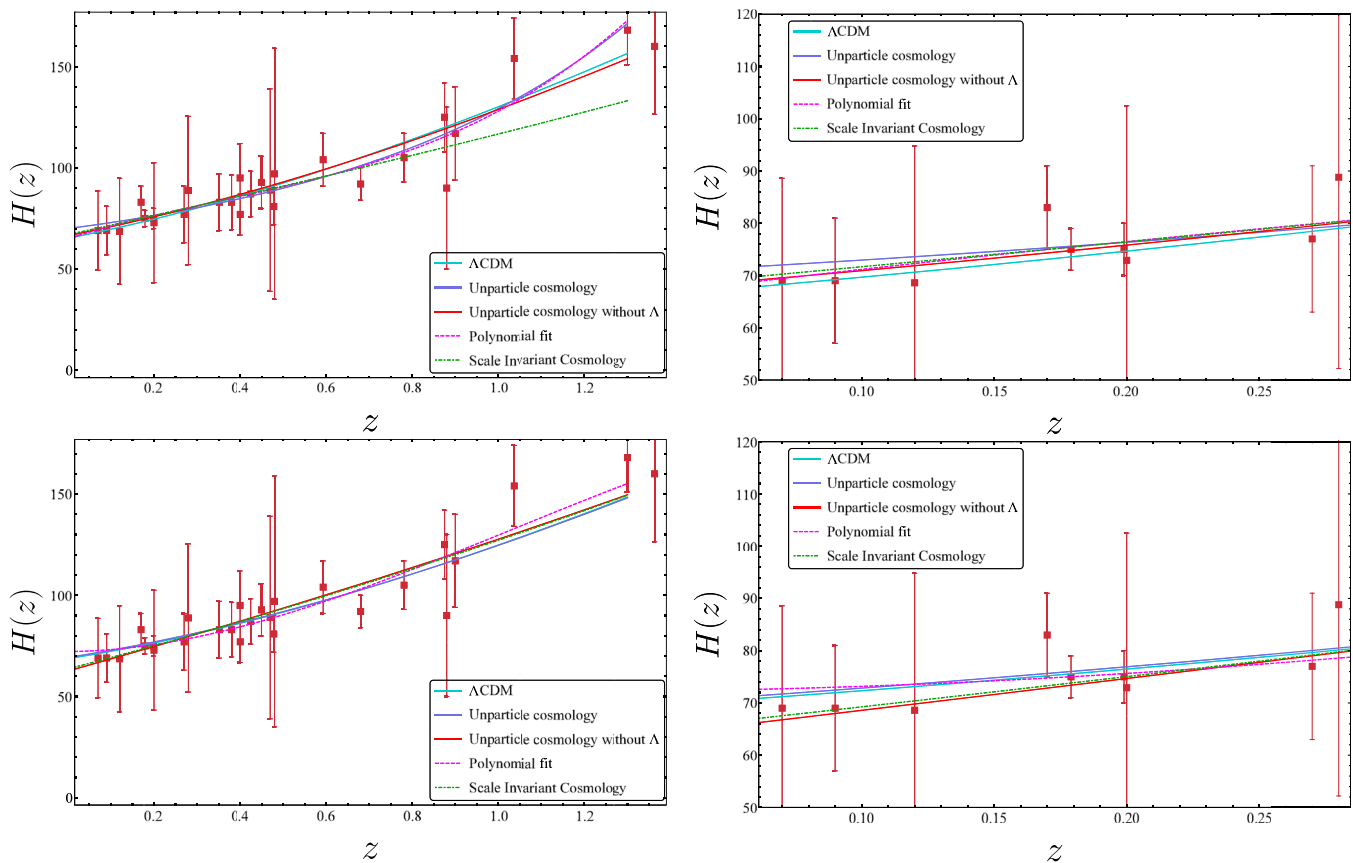 H(z)
150
100
50
0
0.2
0.4
0.6
0.8
1.0
1.2
z
ΛCDM
Unparticle cosmology
Unparticle cosmology without Λ
Polynomial fit
Scale Invariant Cosmology
H(z)
120
110
100
90
80
70
60
50
0.10
0.15
0.20
0.25
z
ΛCDM
Unparticle cosmology
Unparticle cosmology without Λ
Polynomial fit
Scale Invariant Cosmology
H(z)
150
100
50
0
0.2
0.4
0.6
0.8
1.0
1.2
z
ΛCDM
Unparticle cosmology
Unparticle cosmology without Λ
Polynomial fit
Scale Invariant Cosmology
H(z)
120
110
100
90
80
70
60
50
0.10
0.15
0.20
0.25
z
ΛCDM
Unparticle cosmology
Unparticle cosmology without Λ
Polynomial fit
Scale Invariant Cosmology